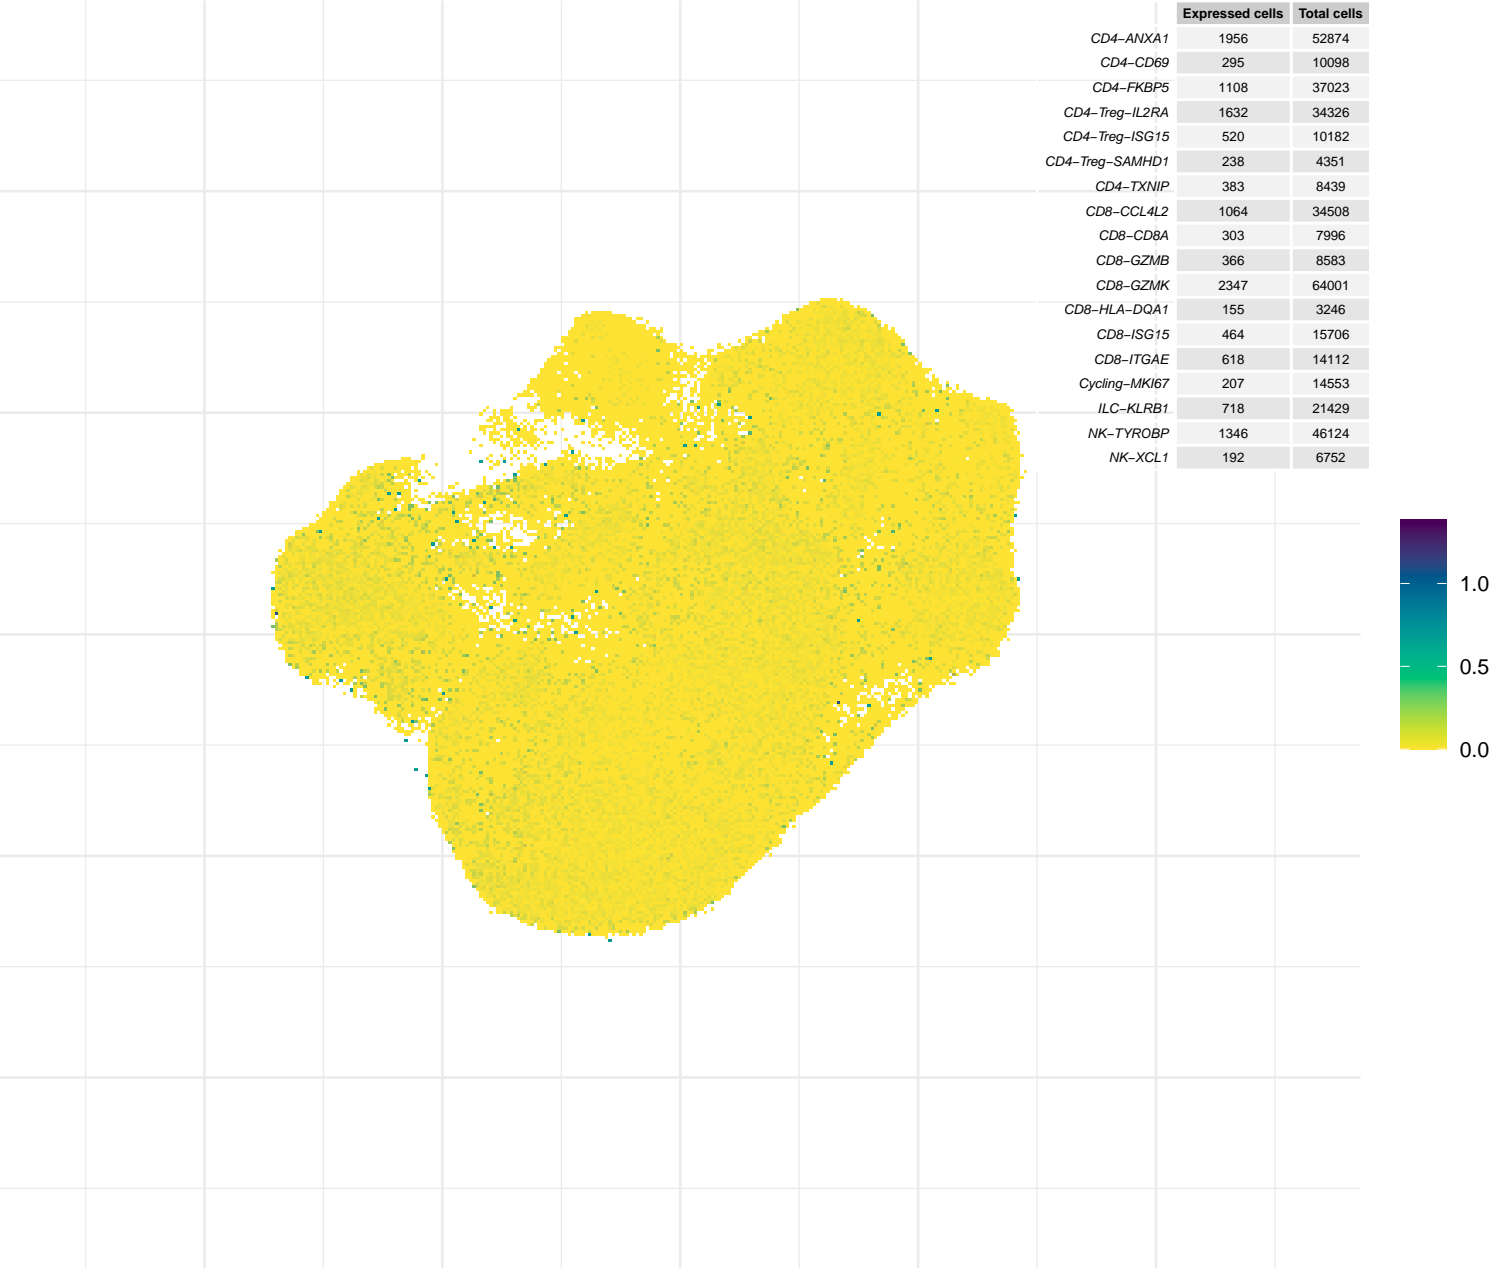 Expressed cells Total cells
CD4−ANXA1 1956 52874
CD4−CD69 295 10098
CD4−FKBP5 1108 37023
CD4−Treg−IL2RA 1632 34326
CD4−Treg−ISG15 520 10182
CD4−Treg−SAMHD1 238 4351
CD4−TXNIP 383 8439
CD8−CCL4L2 1064 34508
CD8−CD8A 303 7996
CD8−GZMB 366 8583
CD8−GZMK 2347 64001
CD8−HLA−DQA1 155 3246
CD8−ISG15 464 15706
CD8−ITGAE 618 14112
Cycling−MKI67 207 14553
ILC−KLRB1 718 21429
NK−TYROBP 1346 46124
NK−XCL1 192 6752
1.0
0.5
0.0